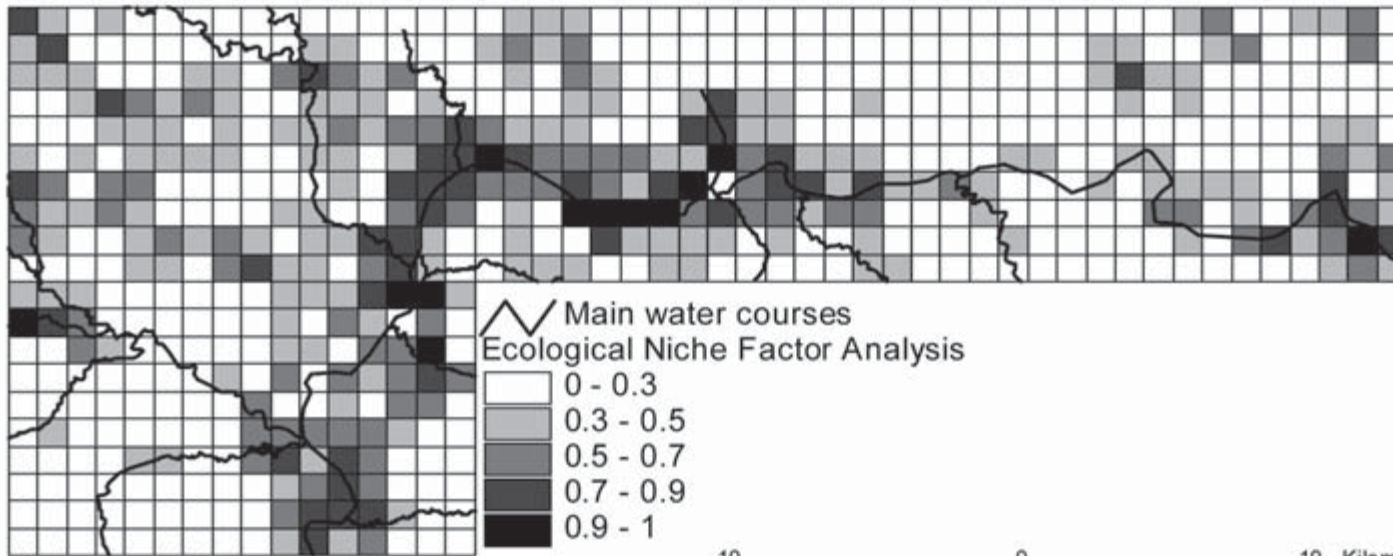 Main water courses
Ecological Niche Factor Analysis
0 - 0.3
0.3 - 0.5
0.5 - 0.7
0.7 - 0.9
0.9 - 1